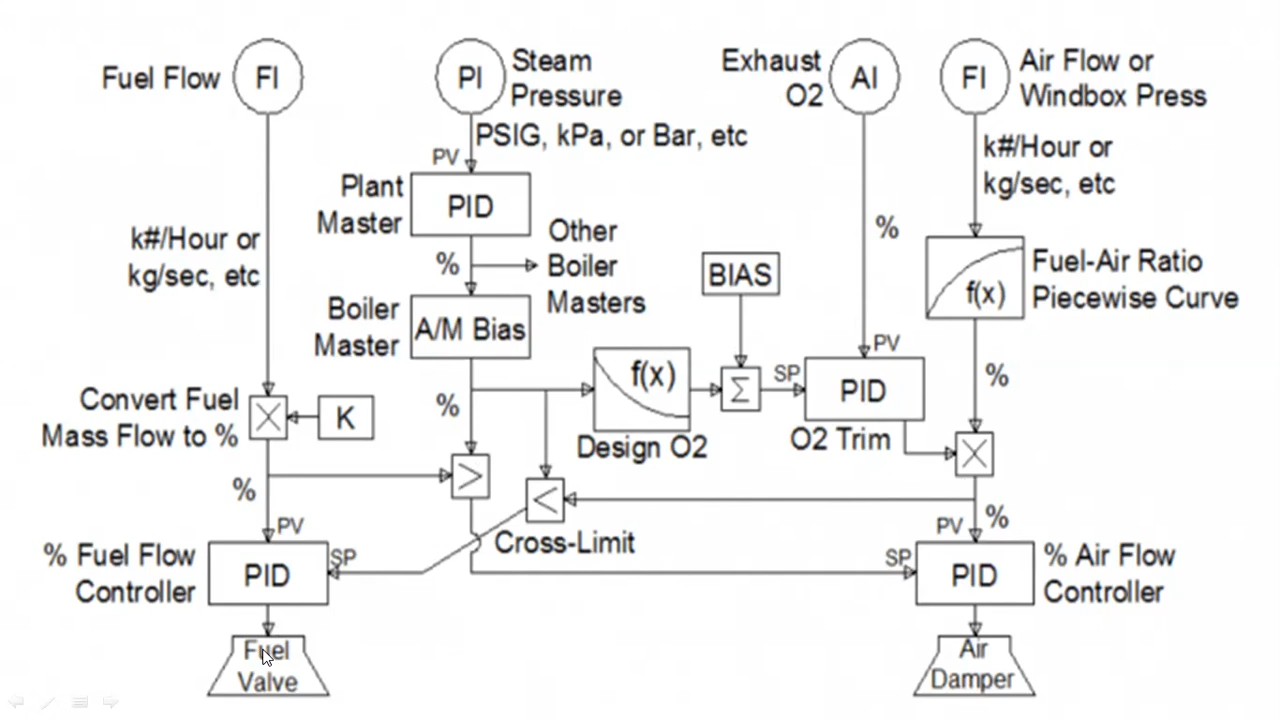 Fuel Flow
FI
PI
Steam
Pressure
Exhaust
O2
AI
FI
Air Flow or
Windbox Press
PSIG, kPa, or Bar, etc
PV
k#/Hour or
kg/sec, etc
Plant
Master
PID
%
Other
Boiler
Masters
k#/Hour or
kg/sec, etc
%
BIAS
f(x)
Fuel-Air Ratio
Piecewise Curve
Boiler
Master
A/M Bias
PV
f(x)
Σ
SP
PID
%
Convert Fuel
Mass Flow to %
X
K
%
Design O2
O2 Trim
X
%
>
<
PV
Cross-Limit
PV
%
% Fuel Flow
Controller
PID
SP
SP
PID
% Air Flow
Controller
Fuel
Valve
Air
Damper